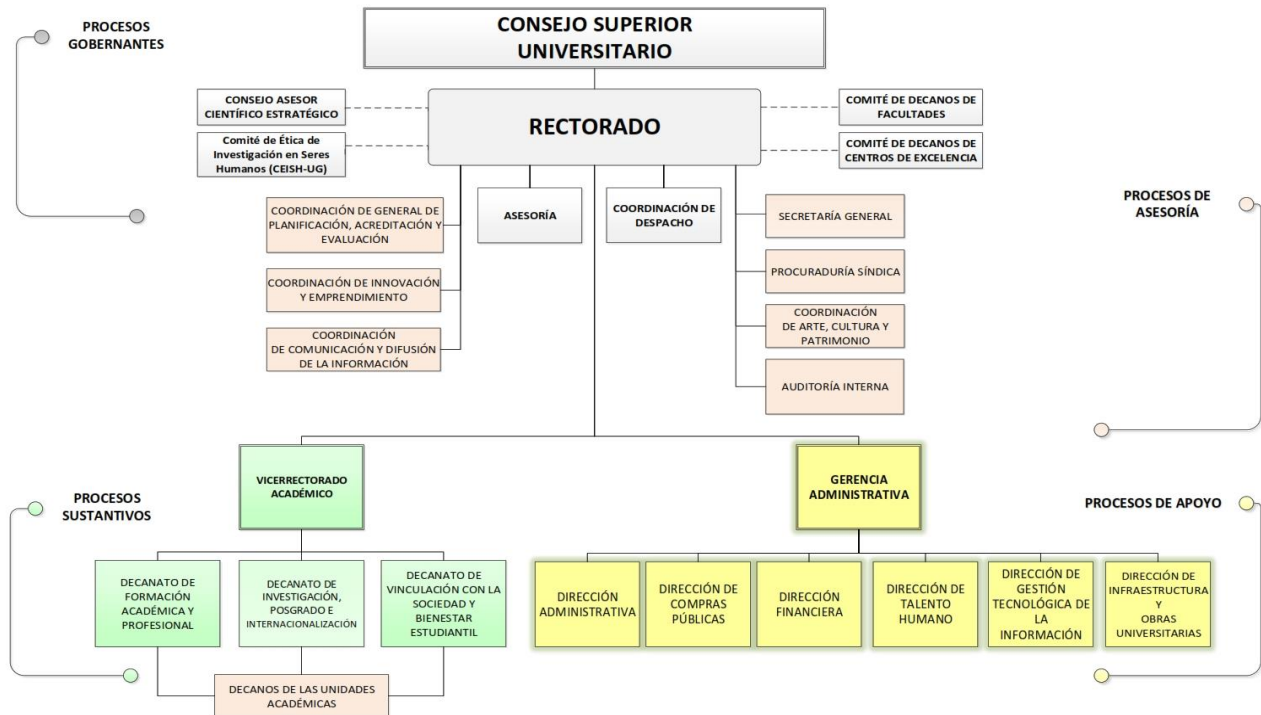 PROCESOS
GOBERNANTES
CONSEJO SUPERIOR
UNIVERSITARIO
CONSEJO ASESOR
CIENTÍFICO ESTRATÉGICO
Comité de Ética de
Investigación en Seres
Humanos (CEISH-UG)
RECTORADO
COMITÉ DE DECANOS DE
FACULTADES
COMITÉ DE DECANOS DE
CENTROS DE EXCELENCIA
COORDINACIÓN DE GENERAL DE
PLANIFICACIÓN, ACREDITACIÓN Y
EVALUACIÓN
COORDINACIÓN DE INNOVACIÓN
Y EMPRENDIMIENTO
COORDINACIÓN
DE COMUNICACIÓN Y DIFUSIÓN
DE LA INFORMACIÓN
ASESORÍA
COORDINACIÓN DE
DESPACHO
SECRETARÍA GENERAL
PROCURADURÍA SÍNDICA
COORDINACIÓN
DE ARTE, CULTURA Y
PATRIMONIO
AUDITORÍA INTERNA
PROCESOS DE
ASESORÍA
PROCESOS
SUSTANTIVOS
VICERRECTORADO
ACADÉMICO
GERENCIA
ADMINISTRATIVA
PROCESOS DE APOYO
DECANATO DE
FORMACIÓN
ACADÉMICA Y
PROFESIONAL
DECANATO DE
INVESTIGACIÓN,
POSGRADO E
INTERNACIONALIZACIÓN
DECANATO DE
VINCULACIÓN CON LA
SOCIEDAD Y
BIENESTAR
ESTUDIANTIL
DECANOS DE LAS UNIDADES
ACADÉMICAS
DIRECCIÓN
ADMINISTRATIVA
DIRECCIÓN DE
COMPRAS
PÚBLICAS
DIRECCIÓN
FINANCIERA
DIRECCIÓN DE
TALENTO
HUMANO
DIRECCIÓN DE
GESTIÓN
TECNOLÓGICA DE
LA
INFORMACIÓN
DIRECCIÓN DE
INFRAESTRUCTURA
Y
OBRAS
UNIVERSITARIAS